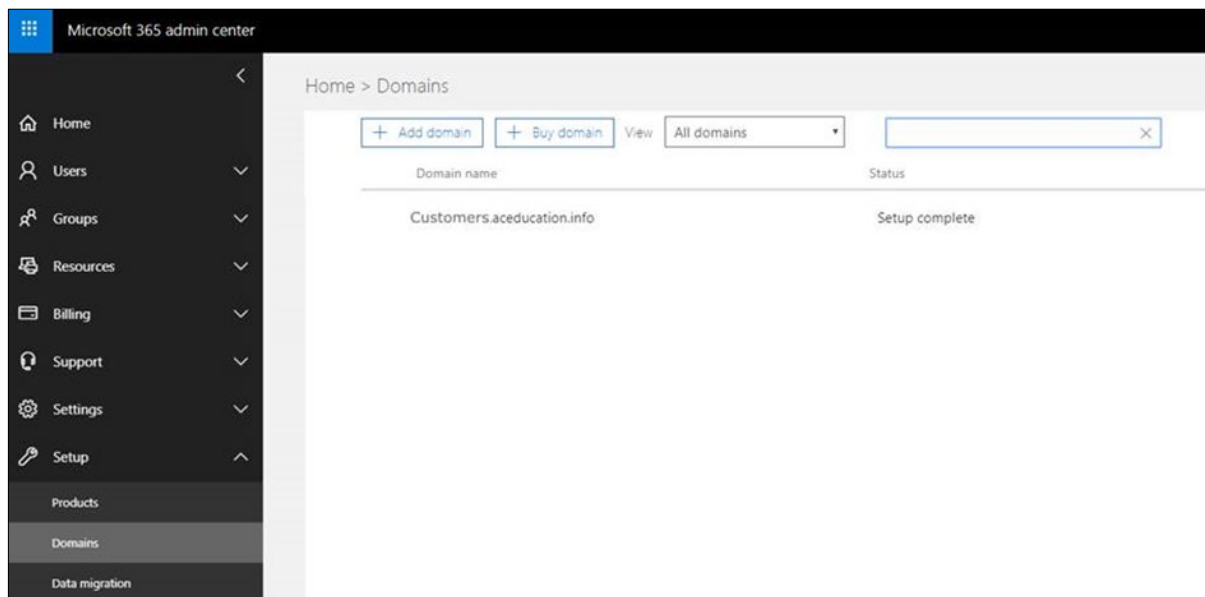 Microsoft 365 admin center
Home
Users
Groups
Resources
Billing
Support
Settings
Setup
Products
Domains
Data migration
Home > Domains
+ Add domain + Buy domain View All domains
Domain name Status
Customers.aceducation.info Setup complete